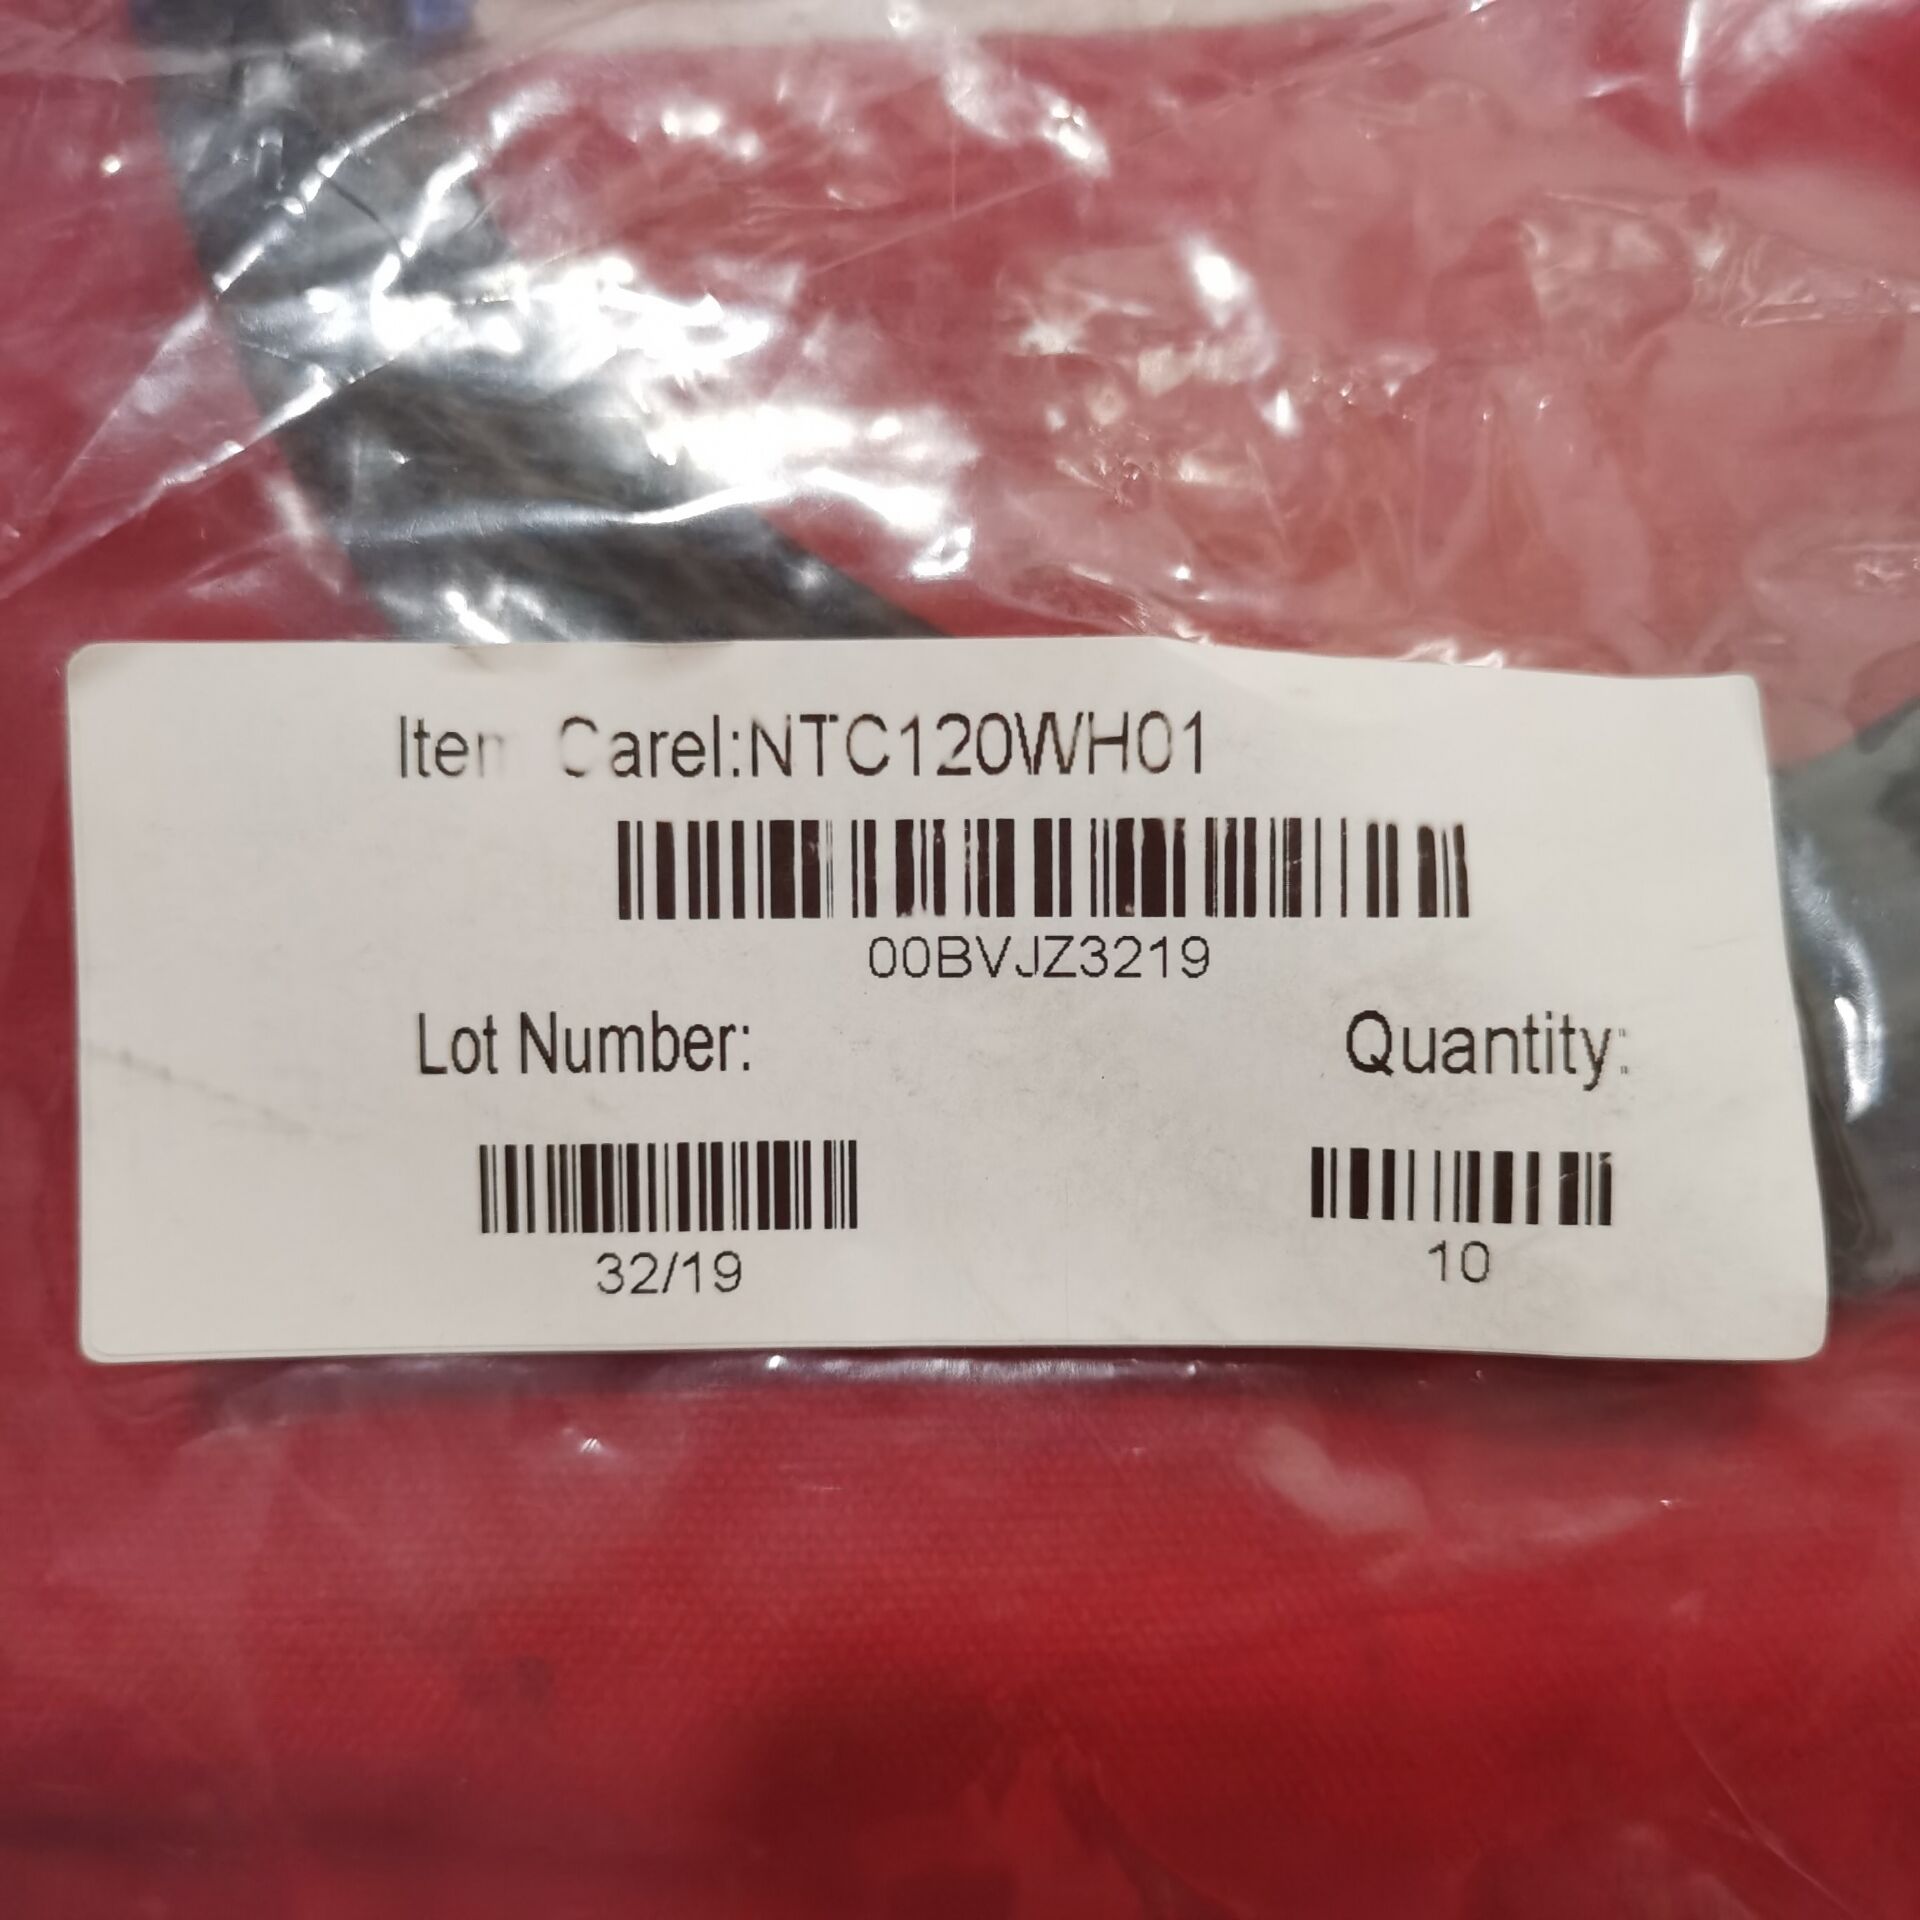 Item Carel:NTC120WH01
00BVJZ3219
Lot Number:
Quantity:
32/19
10